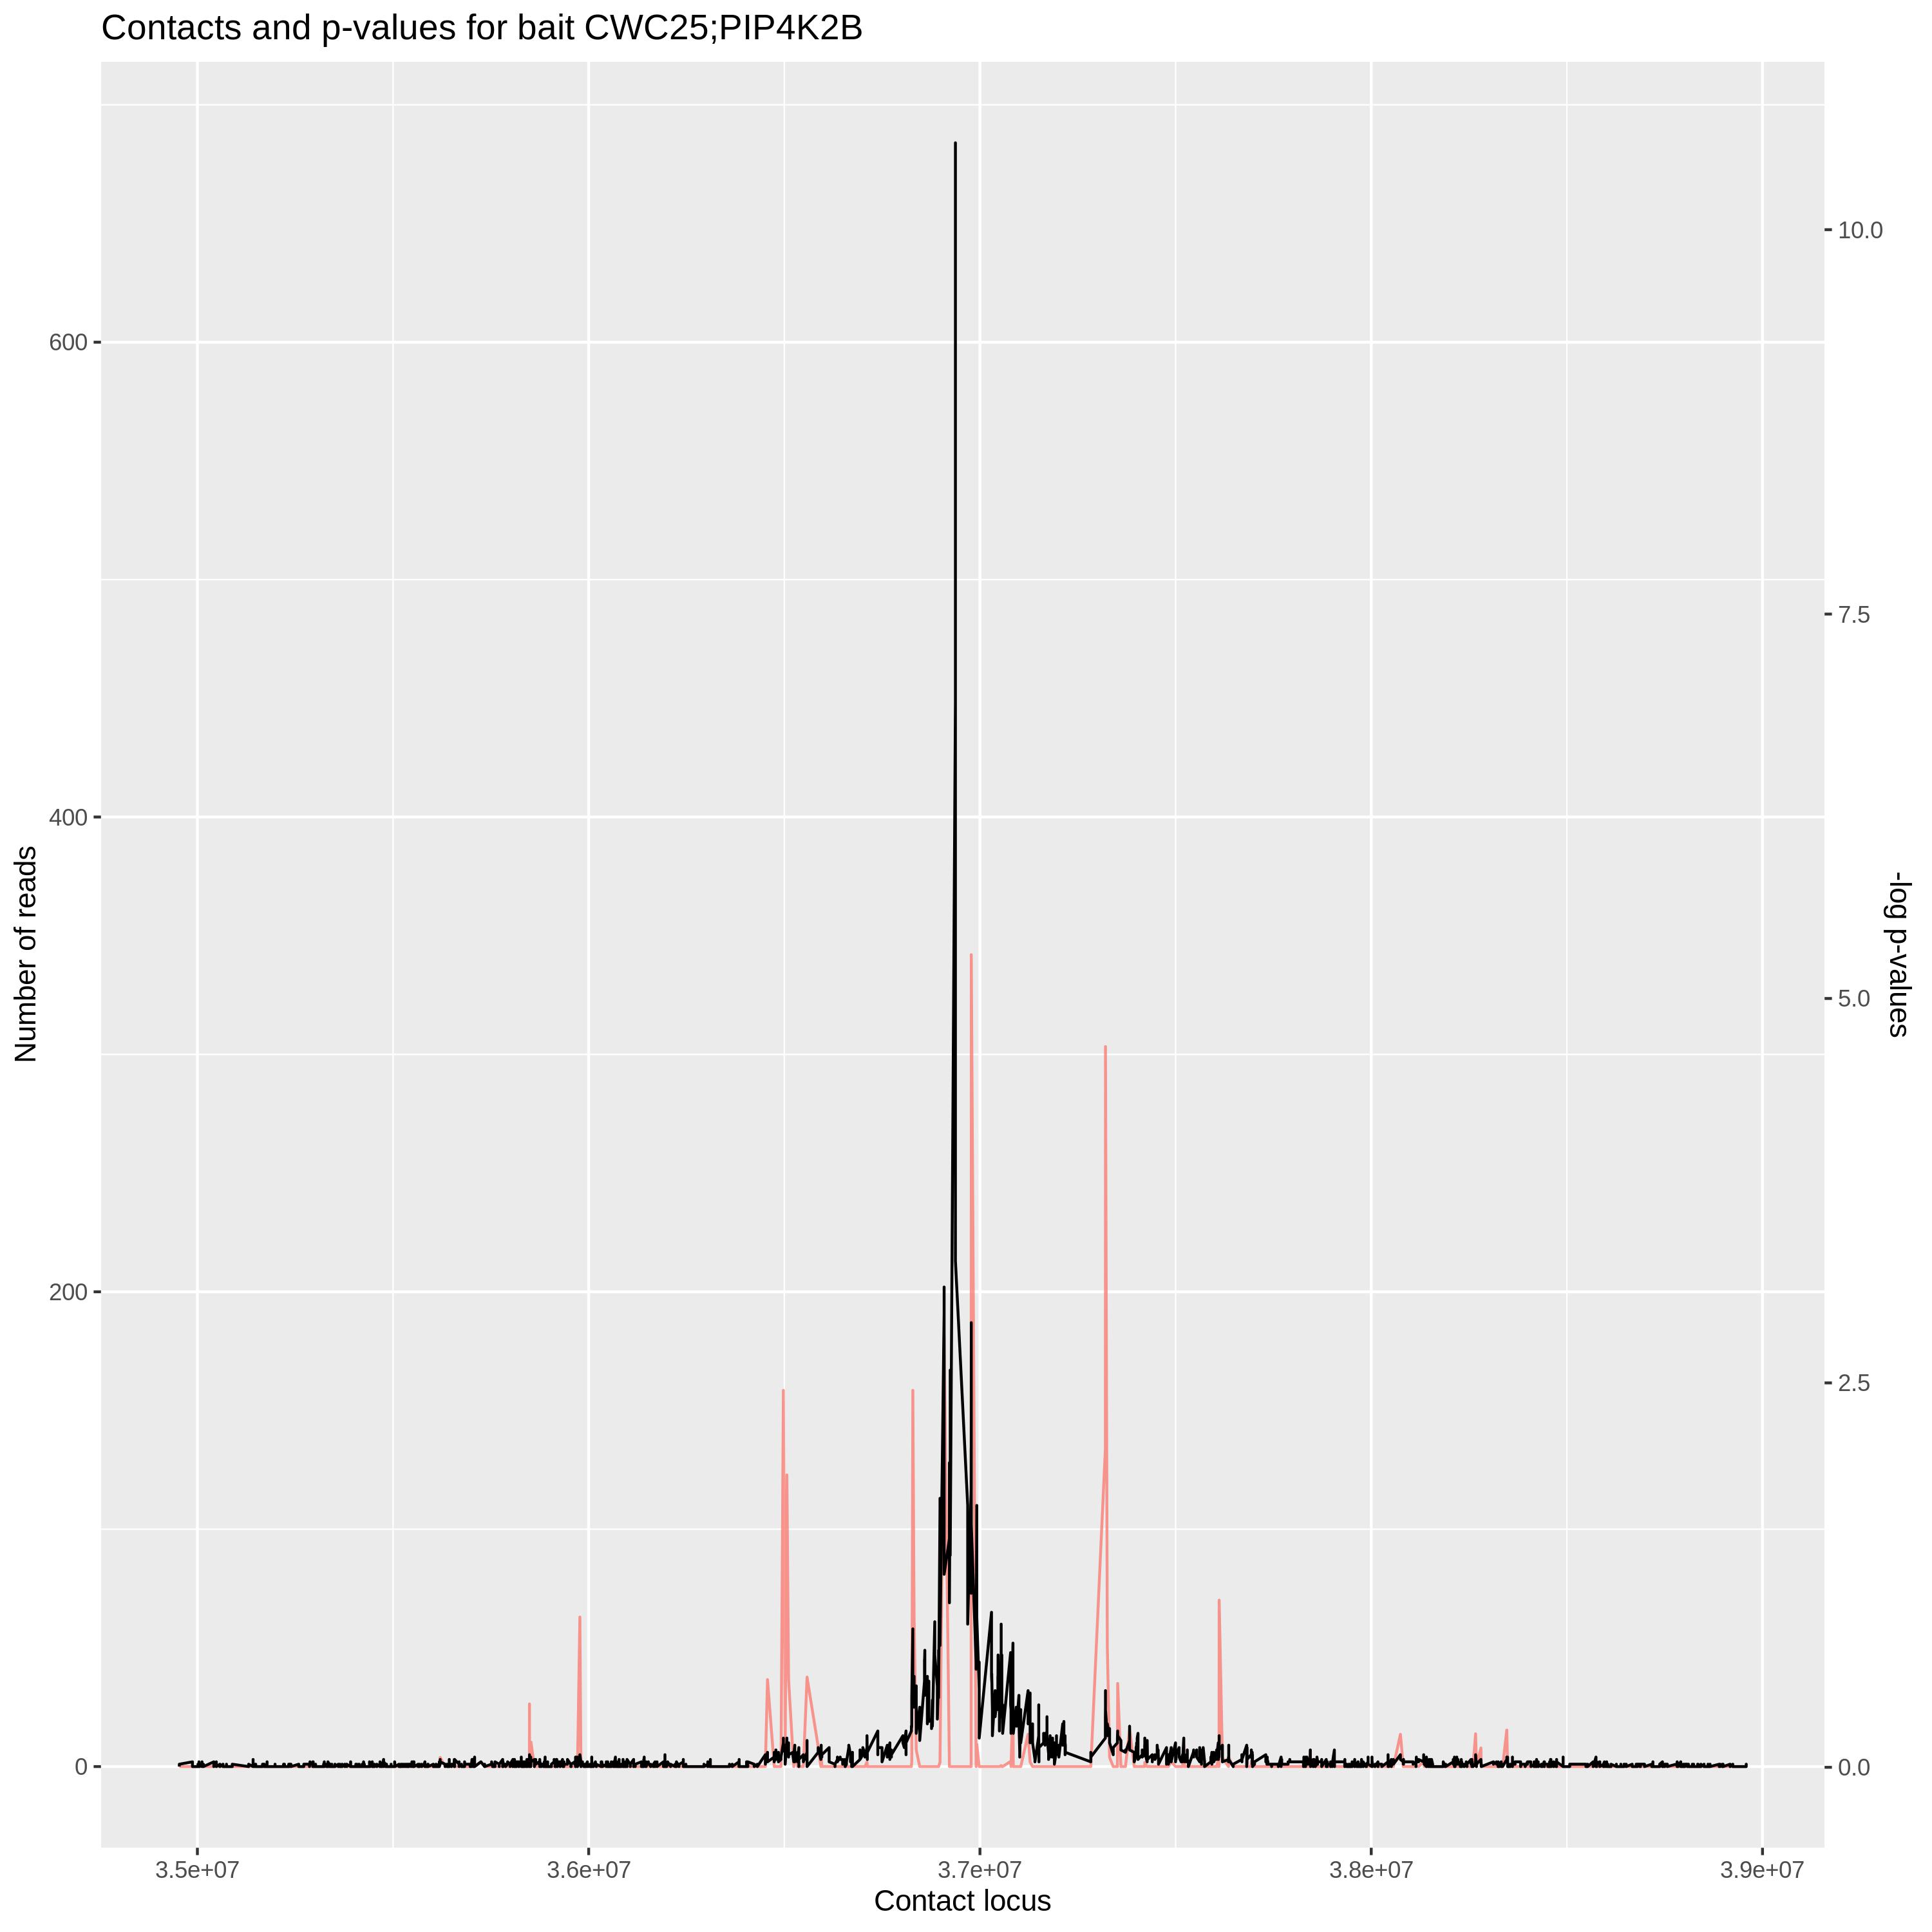 Contacts and p-values for bait CWC25;PIP4K2B
Number of reads
600
400
200
0
10.0
7.5
5.0
2.5
0.0
-log p-values
3.5e+07 3.6e+07 3.7e+07 3.8e+07 3.9e+07
Contact locus